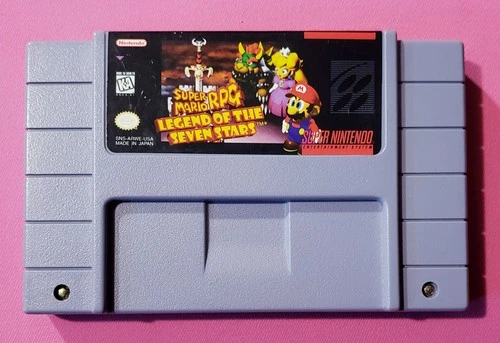 Nintendo
K-A
SUPER
MARIO RPG
TM
LEGEND OF THE
SEVEN STARS
SNS-ARWE-USA
MADE IN JAPAN
SUPER NINTENDO
ENTERTAINMENT SYSTEM